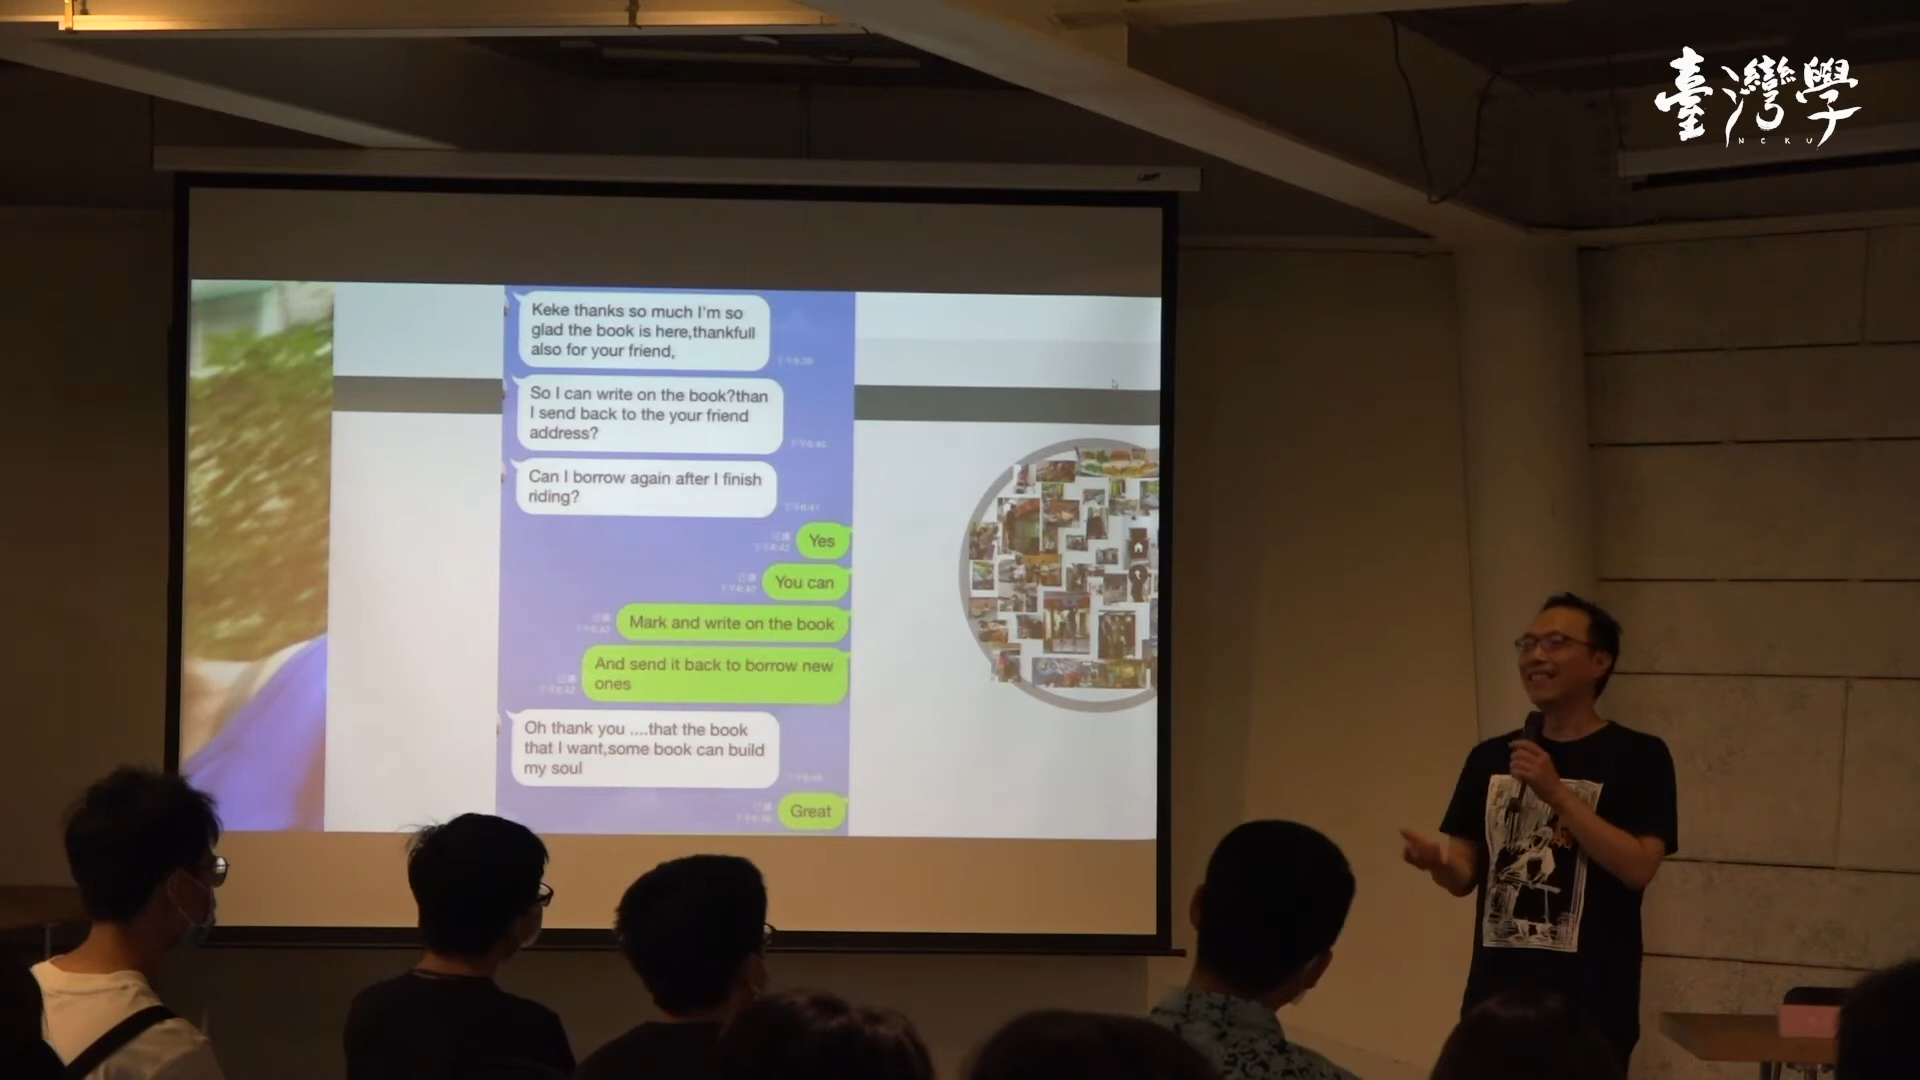 臺灣學
NCKU
Keke thanks so much I'm so
glad the book is here,thankfull
also for your friend,
So I can write on the book?than
I send back to the your friend
address?
Can I borrow again after I finish
riding?
Yes
You can
Mark and write on the book
And send it back to borrow new
ones
Oh thank you ....that the book
that I want,some book can build
my soul
Great